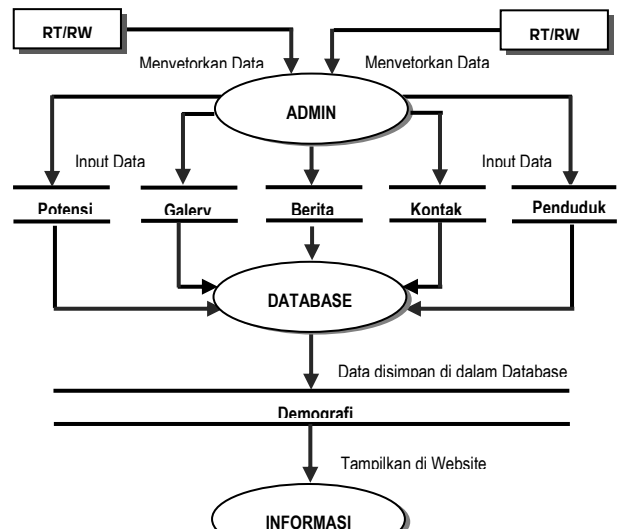 RT/RW
RT/RW
Menyetorkan Data
Menyetorkan Data
ADMIN
Input Data
Input Data
Potensi
Galery
Berita
Kontak
Penduduk
DATABASE
Data disimpan di dalam Database
Demografi
Tampilkan di Website
INFORMASI